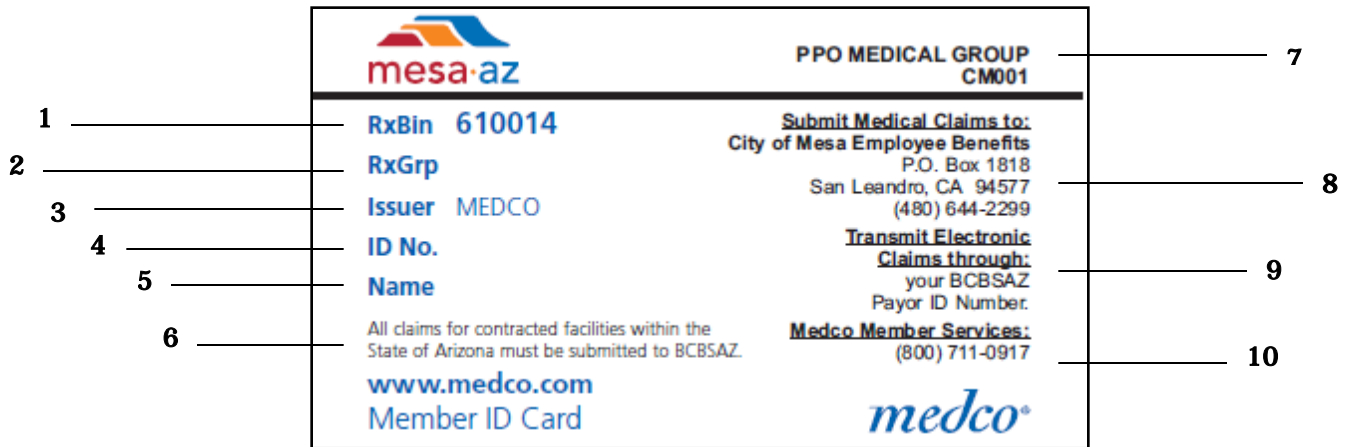 mesa·az
PPO MEDICAL GROUP
CM001
1
RxBin 610014
2
RxGrp
3
Issuer MEDCO
4
ID No.
5
Name
6
All claims for contracted facilities within the
State of Arizona must be submitted to BCBSAZ.
www.medco.com
Member ID Card
7
Submit Medical Claims to:
City of Mesa Employee Benefits
P.O. Box 1818
San Leandro, CA 94577
(480) 644-2299
8
Transmit Electronic
Claims through:
your BCBSAZ
Payor ID Number.
9
Medco Member Services:
(800) 711-0917
10
medco®